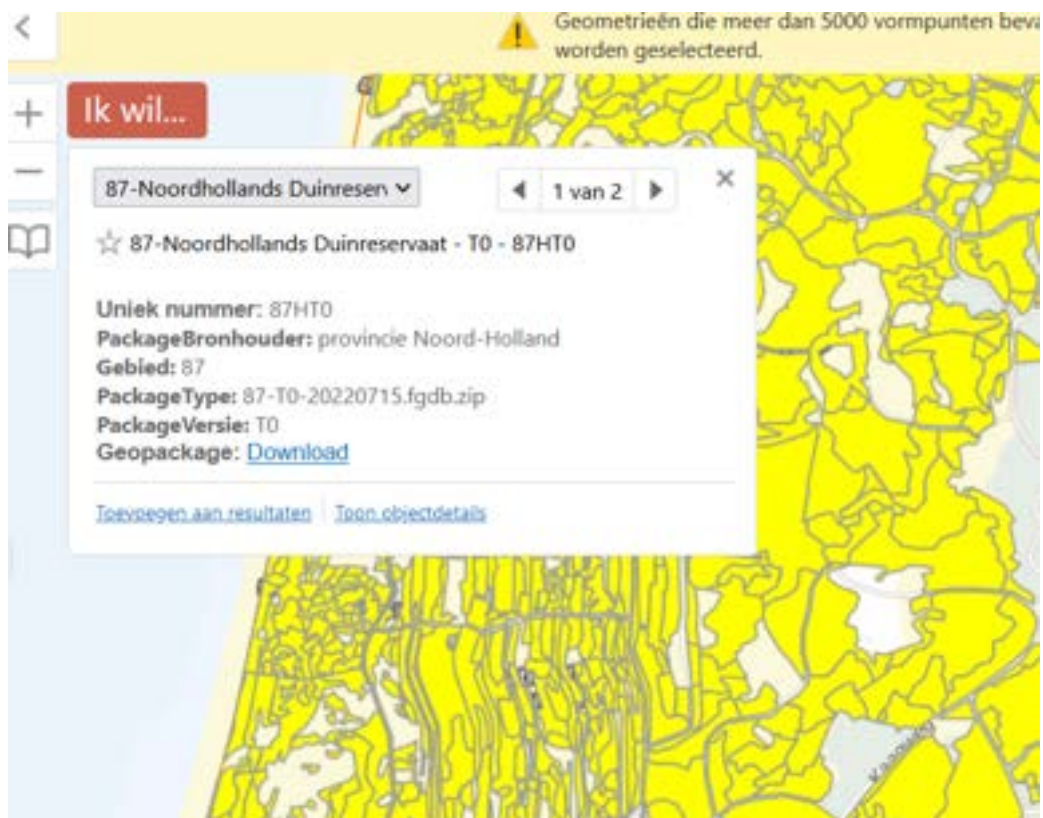 Geometrieën die meer dan 5000 vormpunten
worden geselecteerd.
Ik wil...
87-Noordhollands Duinresen
1 van 2
87-Noordhollands Duinreservaat - T0 - 87HT0
Uniek nummer: 87HT0
PackageBronhouder: provincie Noord-Holland
Gebied: 87
PackageType: 87-T0-20220715.fgdb.zip
PackageVersie: T0
Geopackage: Download
Toevoegen aan resultaten Toon objectdetails